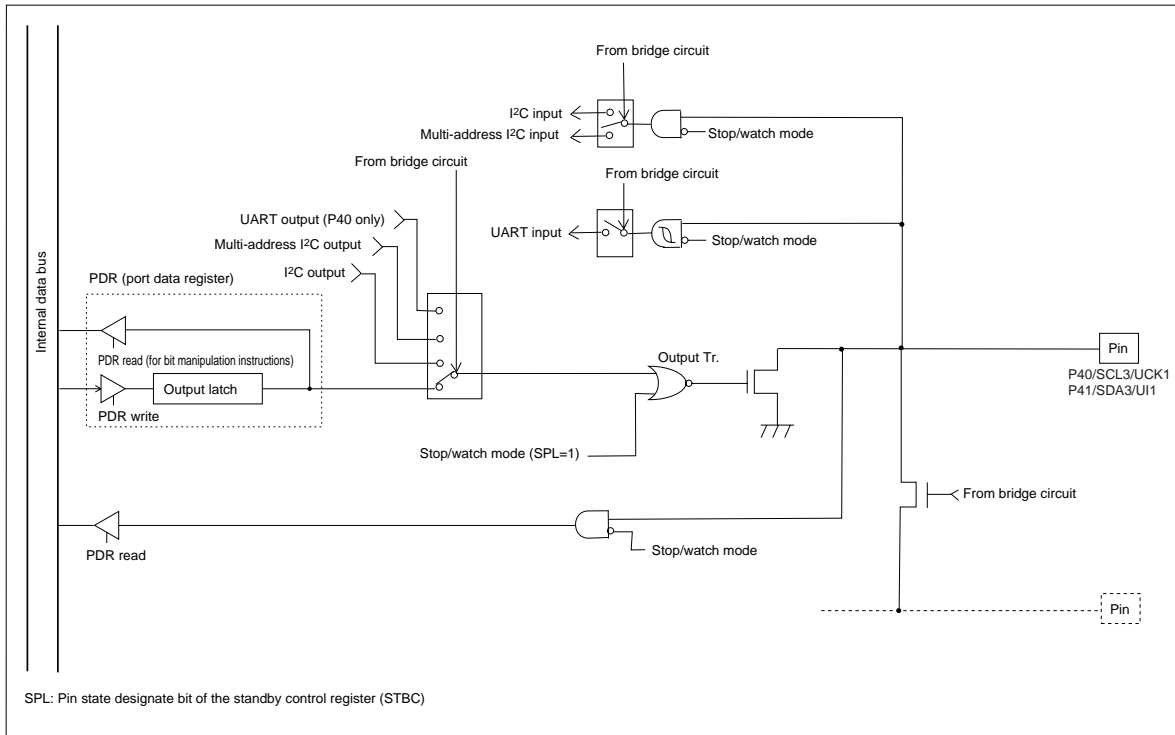 From bridge circuit
I²C input
Multi-address I²C input
Stop/watch mode
From bridge circuit
From bridge circuit
UART output (P40 only)
UART input
Stop/watch mode
Multi-address I²C output
I²C output
Internal data bus
PDR (port data register)
PDR read (for bit manipulation instructions)
Output latch
PDR write
Output Tr.
Pin
P40/SCL3/UCK1
P41/SDA3/UI1
Stop/watch mode (SPL=1)
From bridge circuit
PDR read
Stop/watch mode
Pin
SPL: Pin state designate bit of the standby control register (STBC)